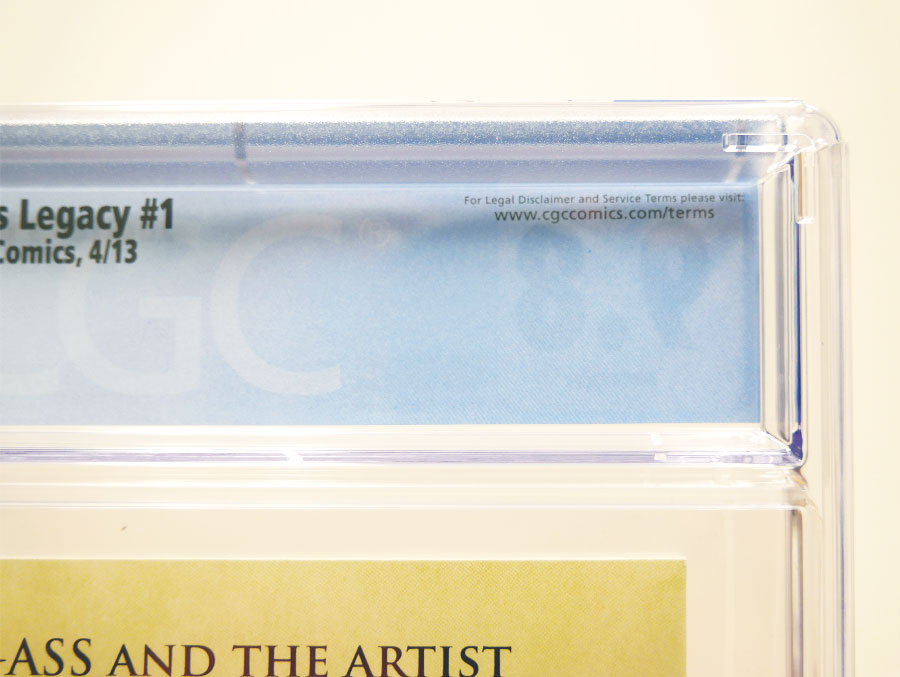 For Legal Disclaimer and Service Terms please visit:
www.cgccomics.com/terms
s Legacy #1
Comics, 4/13
CGC®
-ASS AND THE ARTIST